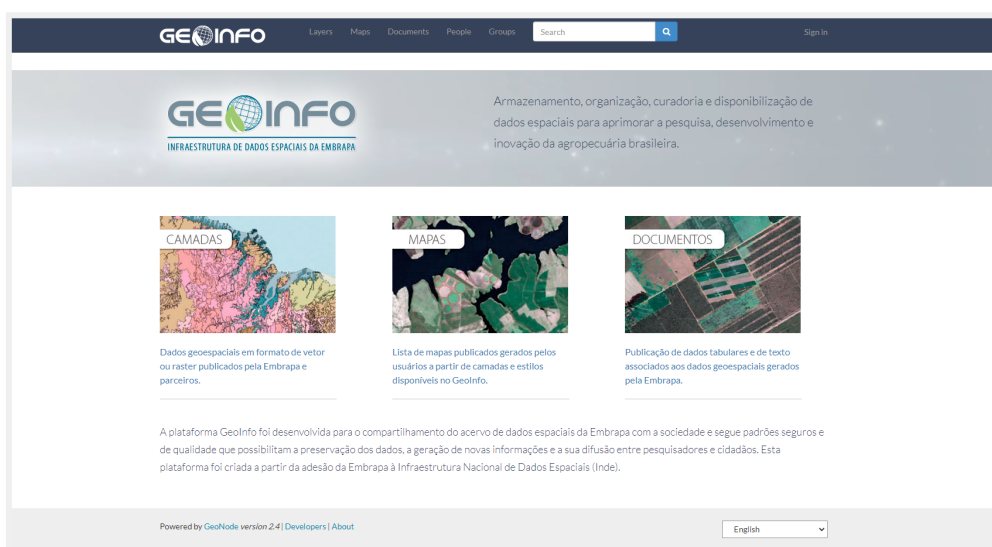 GEOINFO
Layers Maps Documents People Groups Search Sign in
GEOINFO
INFRAESTRUTURA DE DADOS ESPACIAIS DA EMBRAPA
Armazenamento, organização, curadoria e disponibilização de
dados espaciais para aprimorar a pesquisa, desenvolvimento e
inovação da agropecuária brasileira.
CAMADAS
Dados geoespaciais em formato de vetor
ou raster publicados pela Embrapa e
parceiros.
MAPAS
Lista de mapas publicados gerados pelos
usuários a partir de camadas e estilos
disponíveis no GeoInfo.
DOCUMENTOS
Publicação de dados tabulares e de texto
associados aos dados geoespaciais gerados
pela Embrapa.
A plataforma GeoInfo foi desenvolvida para o compartilhamento do acervo de dados espaciais da Embrapa com a sociedade e segue padrões seguros e
de qualidade que possibilitam a preservação dos dados, a geração de novas informações e a sua difusão entre pesquisadores e cidadãos. Esta
plataforma foi criada a partir da adesão da Embrapa à Infraestrutura Nacional de Dados Espaciais (Inde).
Powered by GeoNode version 2.4 | Developers | About
English